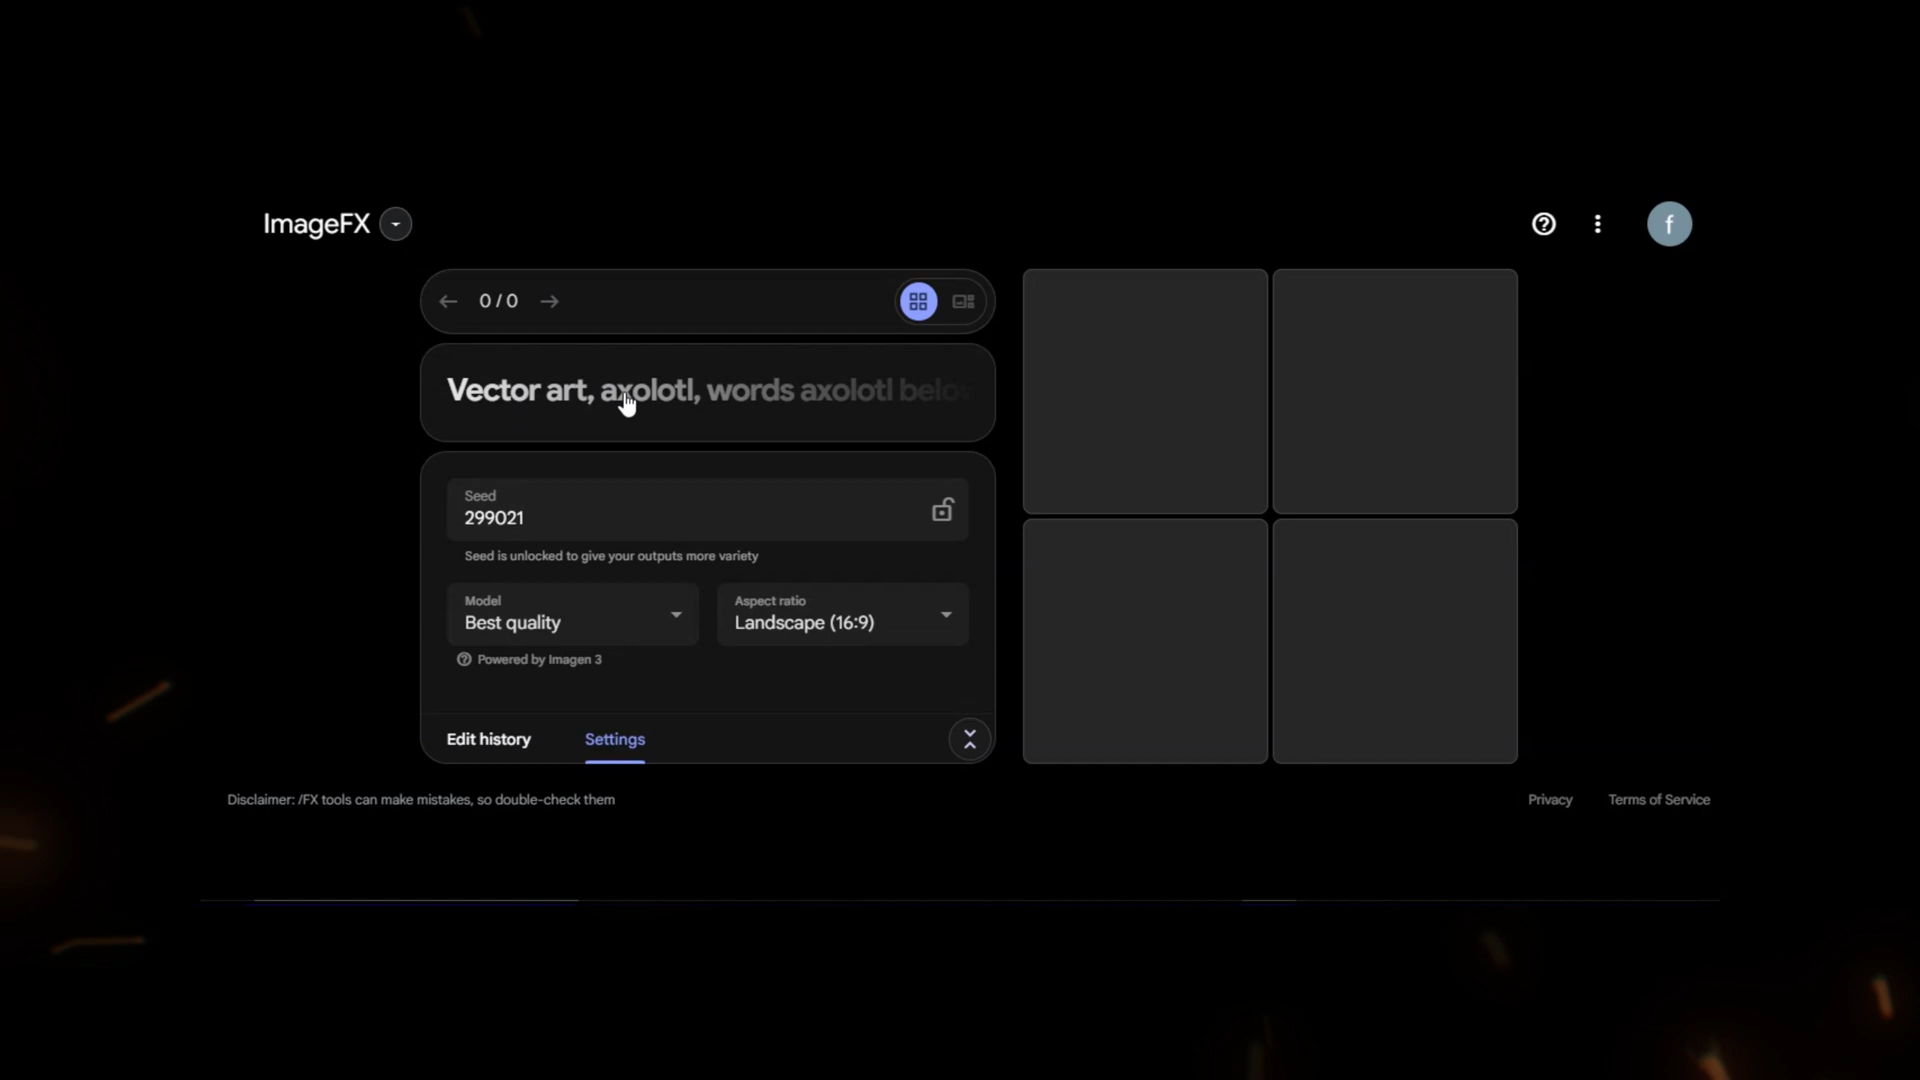 ImageFX
f
0 / 0
Vector art, axolotl, words axolotl below
Seed
299021
Seed is unlocked to give your outputs more variety
Model
Best quality
Aspect ratio
Landscape (16:9)
Powered by Imagen 3
Edit history
Settings
Disclaimer: /FX tools can make mistakes, so double-check them
Privacy
Terms of Service